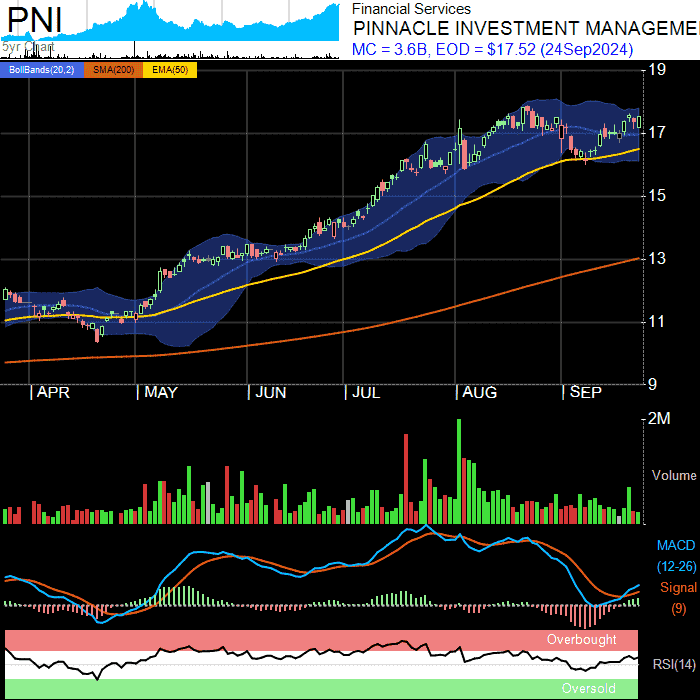 PNI
5yr Chart
Financial Services
PINNACLE INVESTMENT MANAGEME
MC = 3.6B, EOD = $17.52 (24Sep2024)
BollBands(20,2) SMA(200) EMA(50)
19
17
15
13
11
9
APR MAY JUN JUL AUG SEP
2M
Volume
MACD
(12-26)
Signal
(9)
Overbought
RSI(14)
Oversold